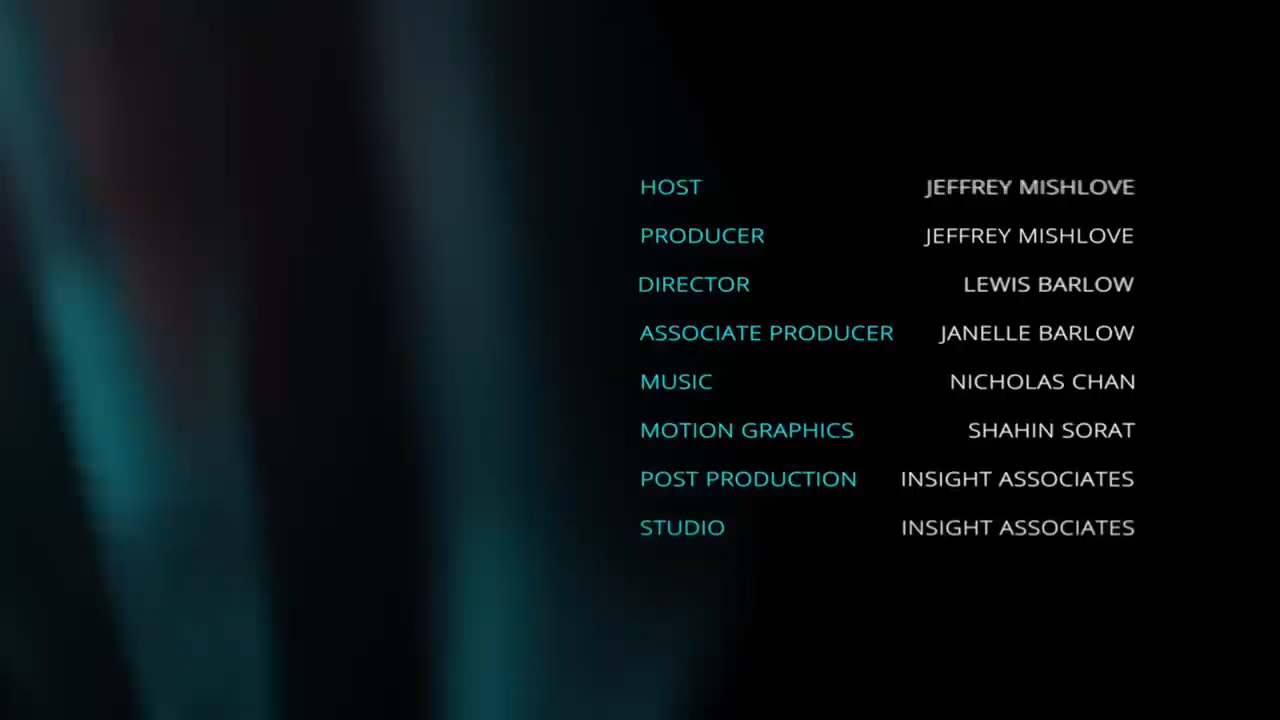 HOST JEFFREY MISHLOVE
PRODUCER JEFFREY MISHLOVE
DIRECTOR LEWIS BARLOW
ASSOCIATE PRODUCER JANELLE BARLOW
MUSIC NICHOLAS CHAN
MOTION GRAPHICS SHAHIN SORAT
POST PRODUCTION INSIGHT ASSOCIATES
STUDIO INSIGHT ASSOCIATES